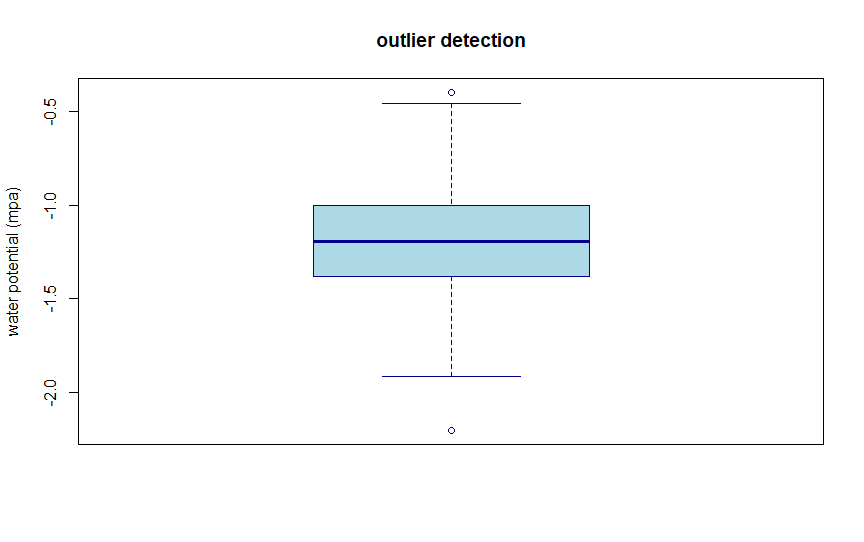 outlier detection
water potential (mpa)
-0.5
-1.0
-1.5
-2.0